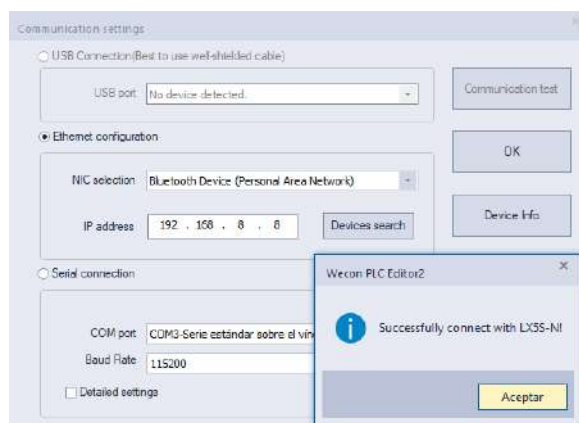 Communication settings
USB Connection(Best to use well-shielded cable)
USB port
No device detected.
Communication test
Ethernet configuration
OK
NIC selection
Bluetooth Device (Personal Area Network)
IP address
192 . 168 . 8 . 8
Devices search
Device Info
Serial connection
Wecon PLC Editor2
x
Successfully connect with LX5S-N!
COM port
COM3-Serie estándar sobre el vín
Baud Rate
115200
Detailed settings
Aceptar